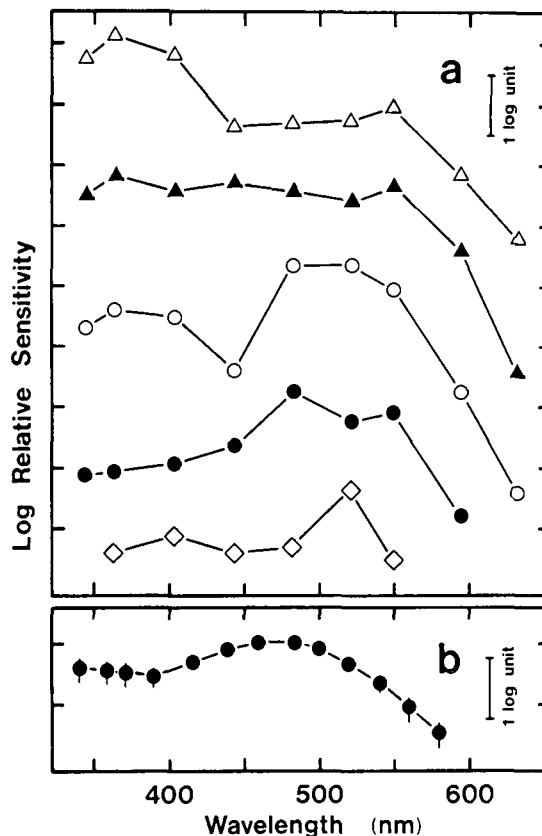 a
1 log unit
Log Relative Sensitivity
b
1 log unit
400 500 600
Wavelength (nm)